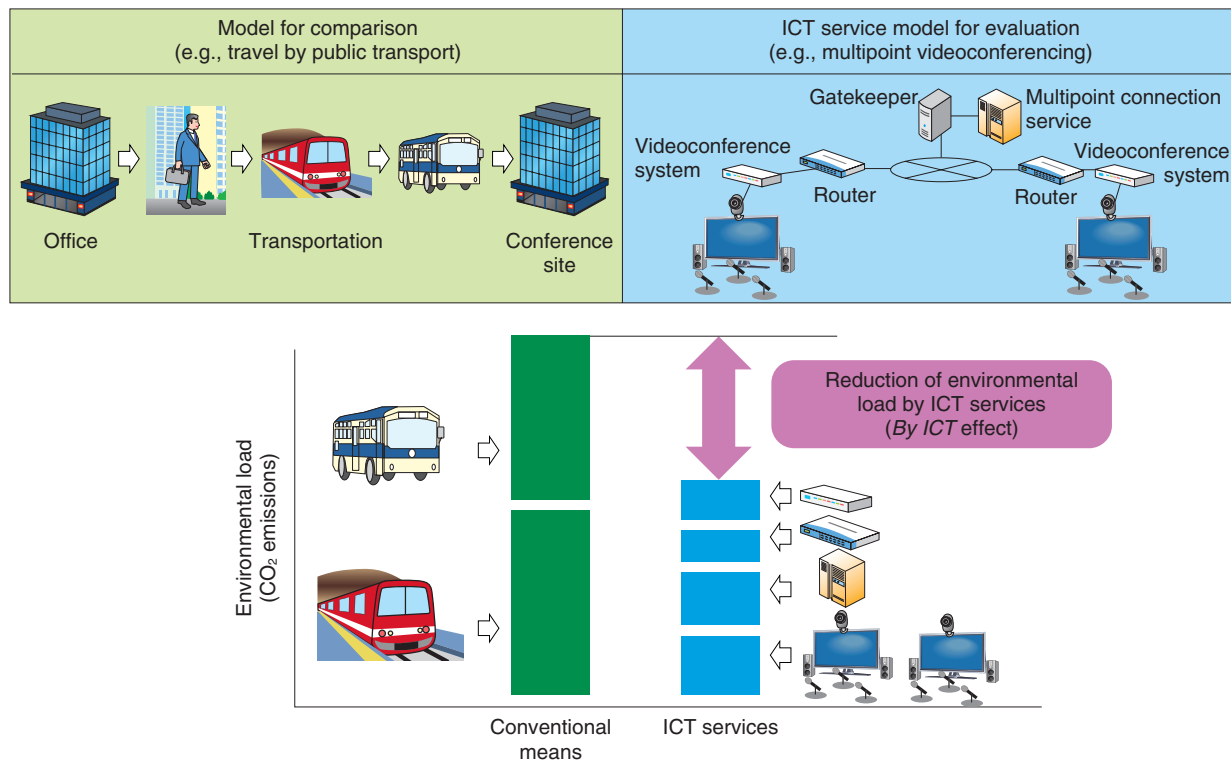 Model for comparison
(e.g., travel by public transport)
ICT service model for evaluation
(e.g., multipoint videoconferencing)
Office
Transportation
Conference
site
Gatekeeper
Multipoint connection
service
Videoconference
system
Router
Router
Videoconference
system
Environmental load
(CO₂ emissions)
Reduction of environmental
load by ICT services
(By ICT effect)
Conventional
means
ICT services